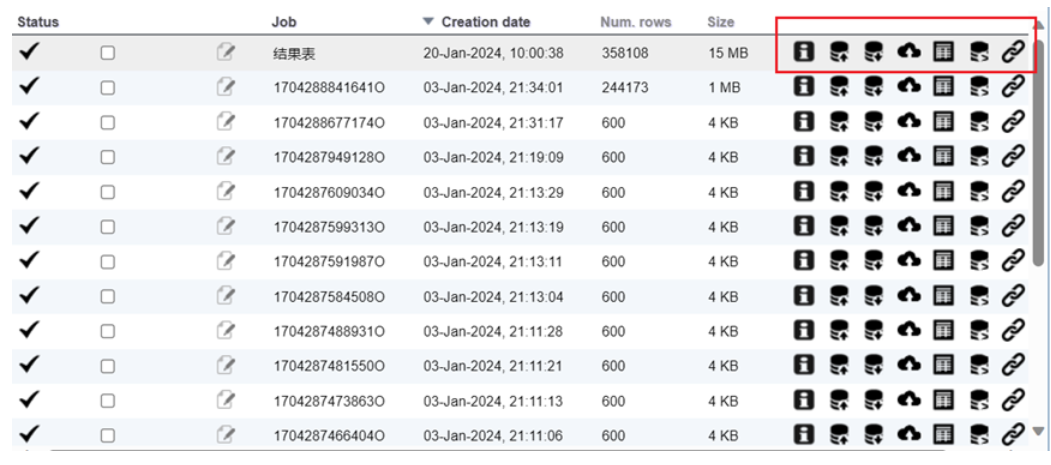 Status Job Creation date Num. rows Size
结果表 20-Jan-2024, 10:00:38 358108 15 MB
1704288841641O 03-Jan-2024, 21:34:01 244173 1 MB
1704288677174O 03-Jan-2024, 21:31:17 600 4 KB
1704287949128O 03-Jan-2024, 21:19:09 600 4 KB
1704287609034O 03-Jan-2024, 21:13:29 600 4 KB
1704287599313O 03-Jan-2024, 21:13:19 600 4 KB
1704287591987O 03-Jan-2024, 21:13:11 600 4 KB
1704287584508O 03-Jan-2024, 21:13:04 600 4 KB
1704287488931O 03-Jan-2024, 21:11:28 600 4 KB
1704287481550O 03-Jan-2024, 21:11:21 600 4 KB
1704287473863O 03-Jan-2024, 21:11:13 600 4 KB
1704287466404O 03-Jan-2024, 21:11:06 600 4 KB